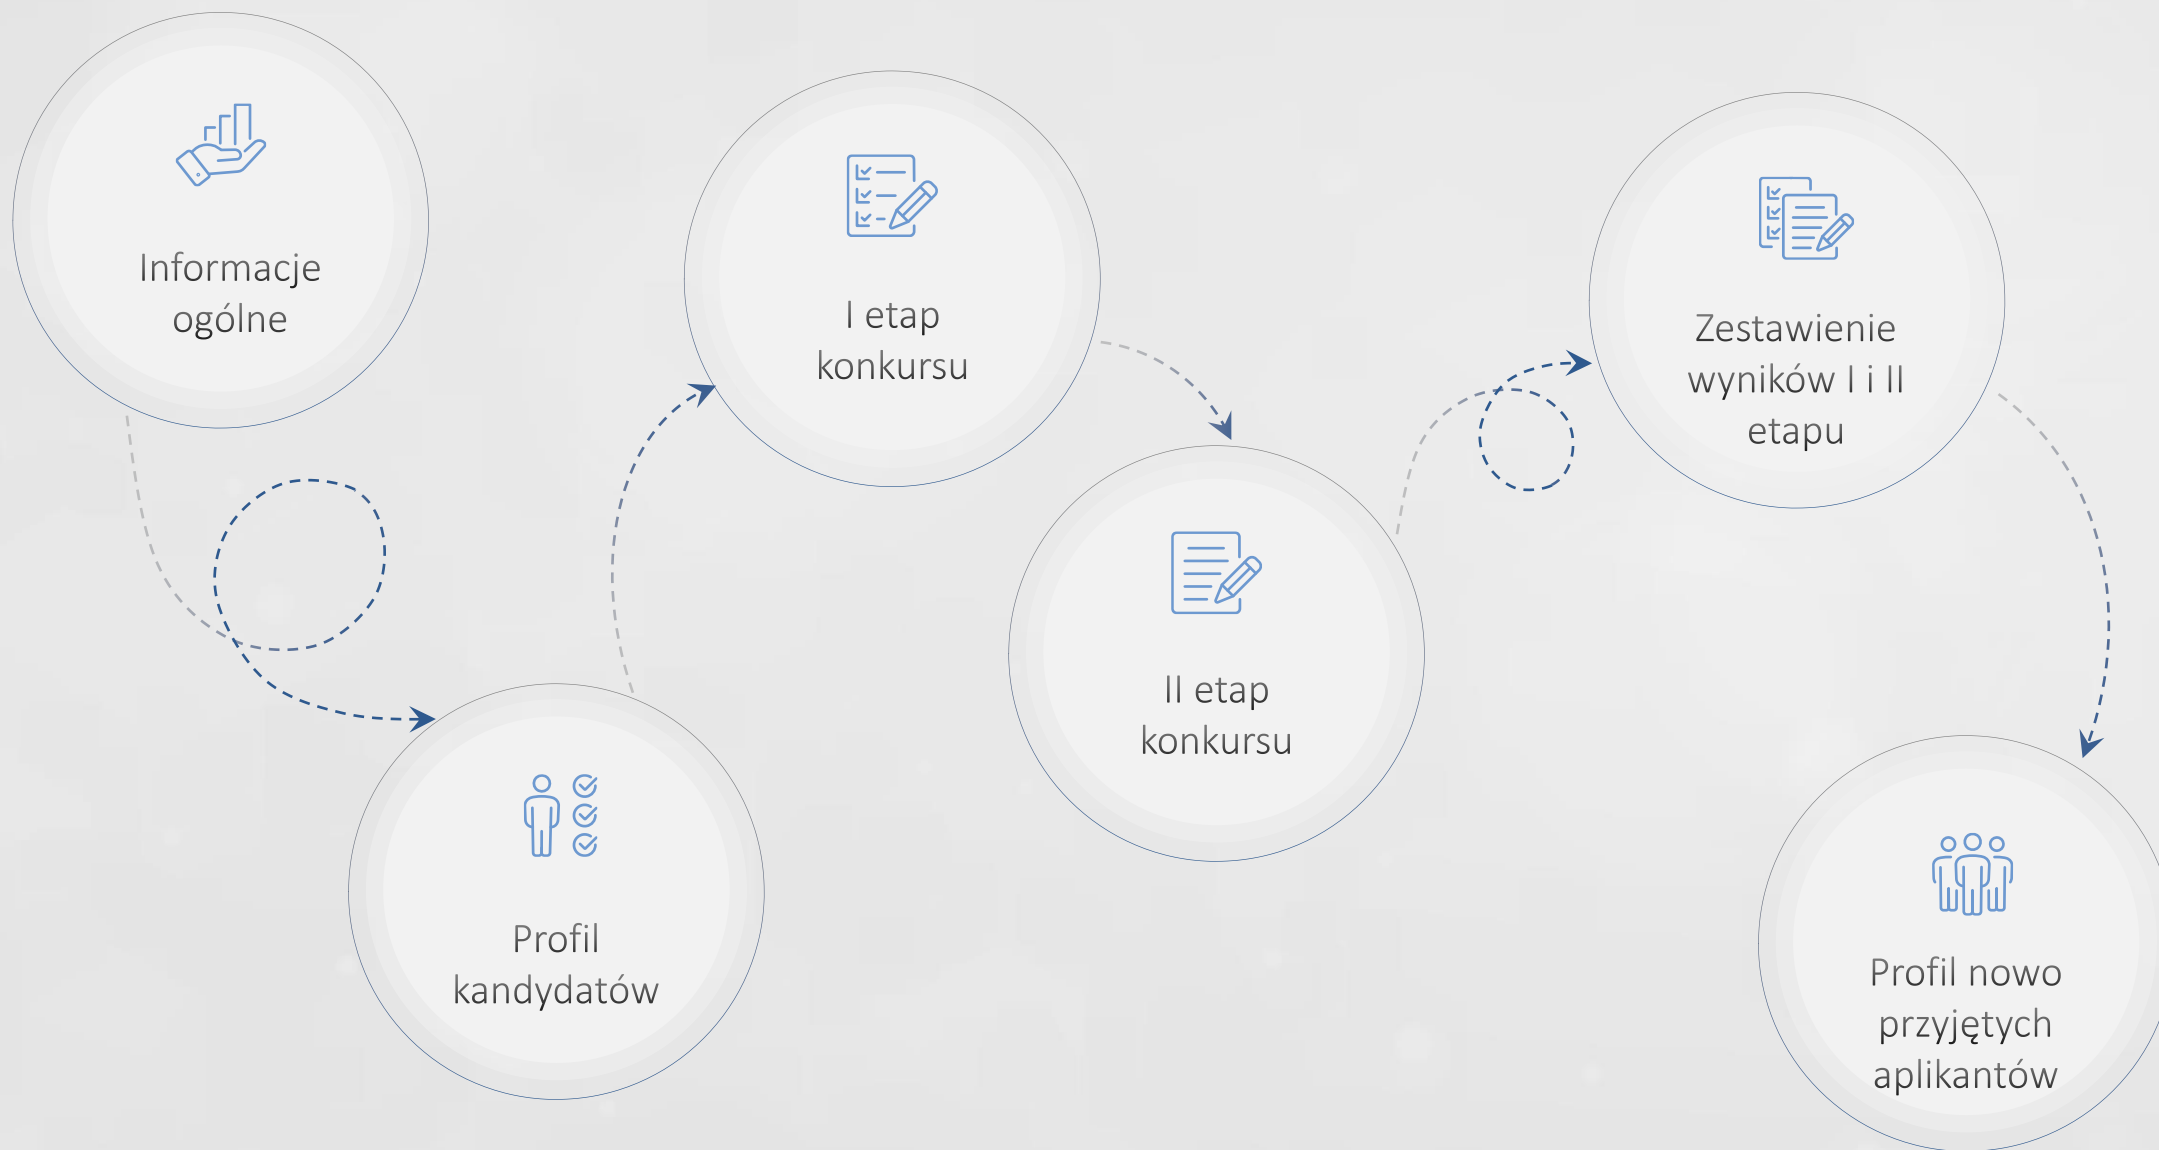 Informacje
ogólne
Profil
kandydatów
I etap
konkursu
II etap
konkursu
Zestawienie
wyników I i II
etapu
Profil nowo
przyjętych
aplikantów